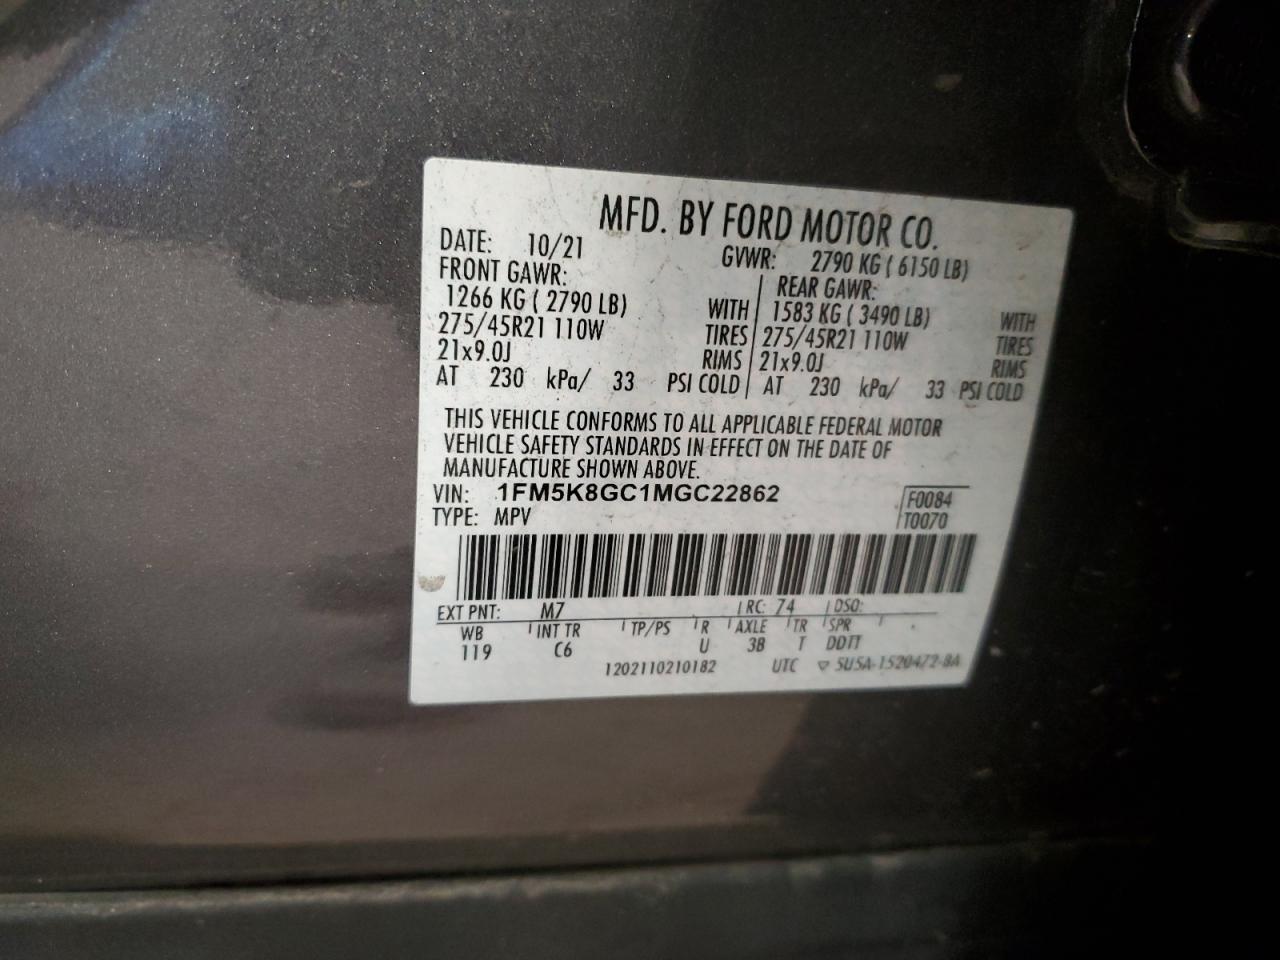 MFD. BY FORD MOTOR CO.
DATE: 10/21 GVWR: 2790 KG ( 6150 LB)
FRONT GAWR: REAR GAWR:
1266 KG ( 2790 LB) WITH 1583 KG ( 3490 LB) WITH
275/45R21 110W TIRES 275/45R21 110W TIRES
21x9.0J RIMS 21x9.0J RIMS
AT 230 kPa/ 33 PSI COLD AT 230 kPa/ 33 PSI COLD
THIS VEHICLE CONFORMS TO ALL APPLICABLE FEDERAL MOTOR
VEHICLE SAFETY STANDARDS IN EFFECT ON THE DATE OF
MANUFACTURE SHOWN ABOVE.
VIN: 1FM5K8GC1MGC22862 F0084
TYPE: MPV T0070
EXT PNT: M7 RC: 74 DSO:
WB INT TR TP/PS R AXLE TR SPR
119 C6 U 3B T DDTT
1202110210182 UTC ▽ SU5A-1520472-BA